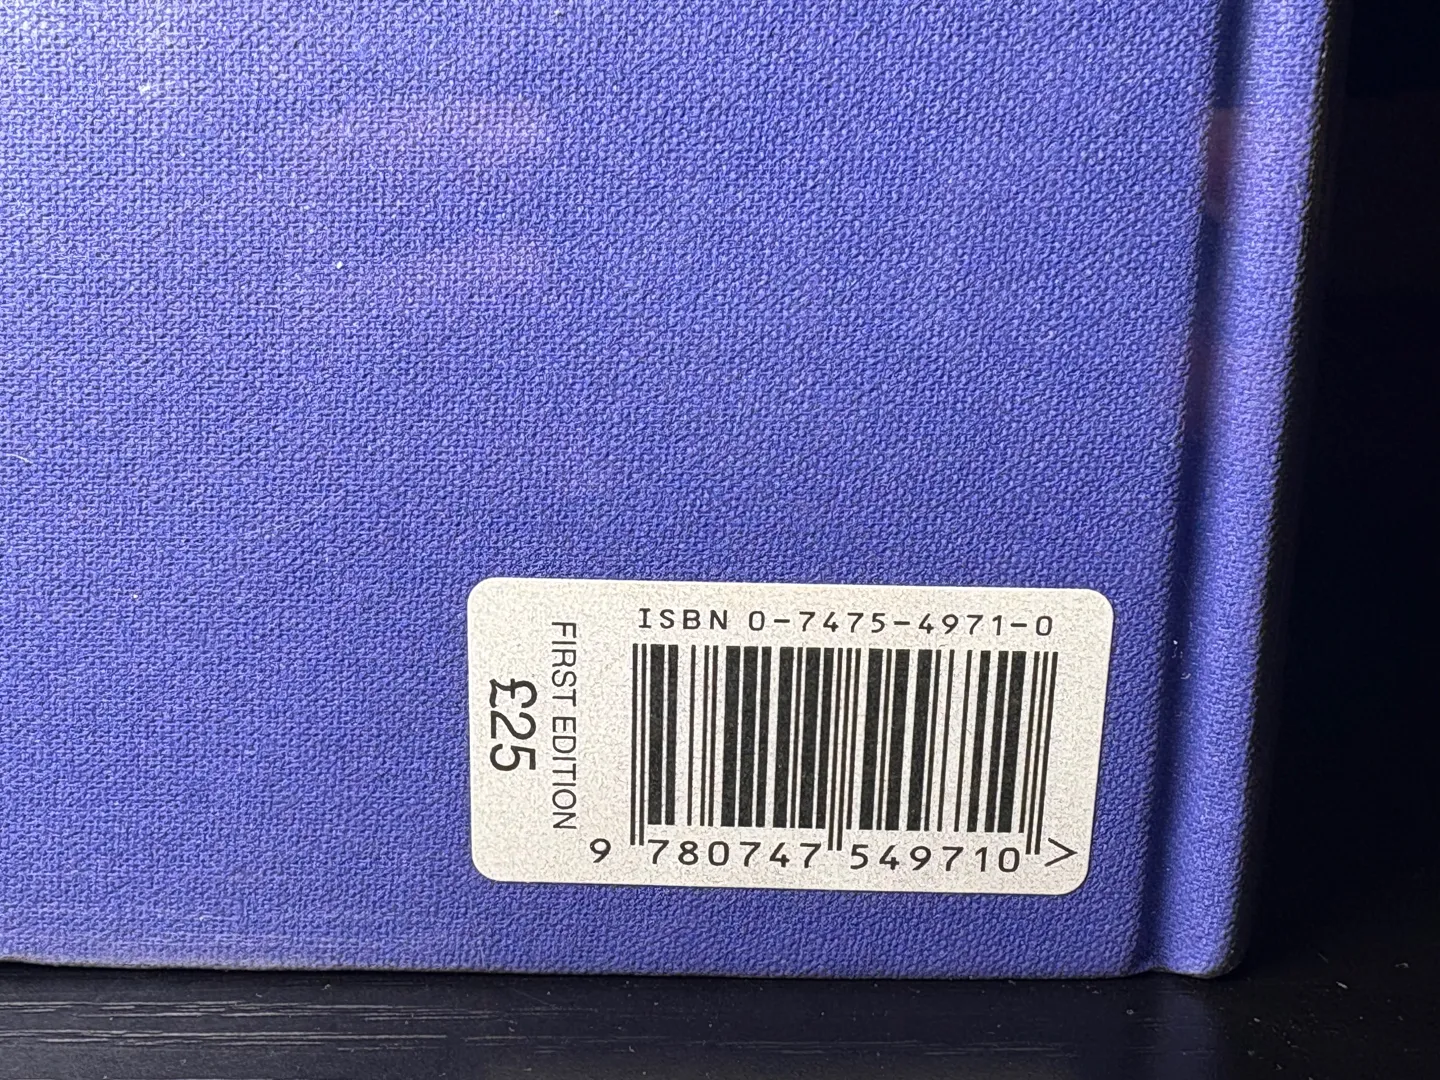 ISBN 0-7475-4971-0
FIRST EDITION
£25
9 780747 549710 >